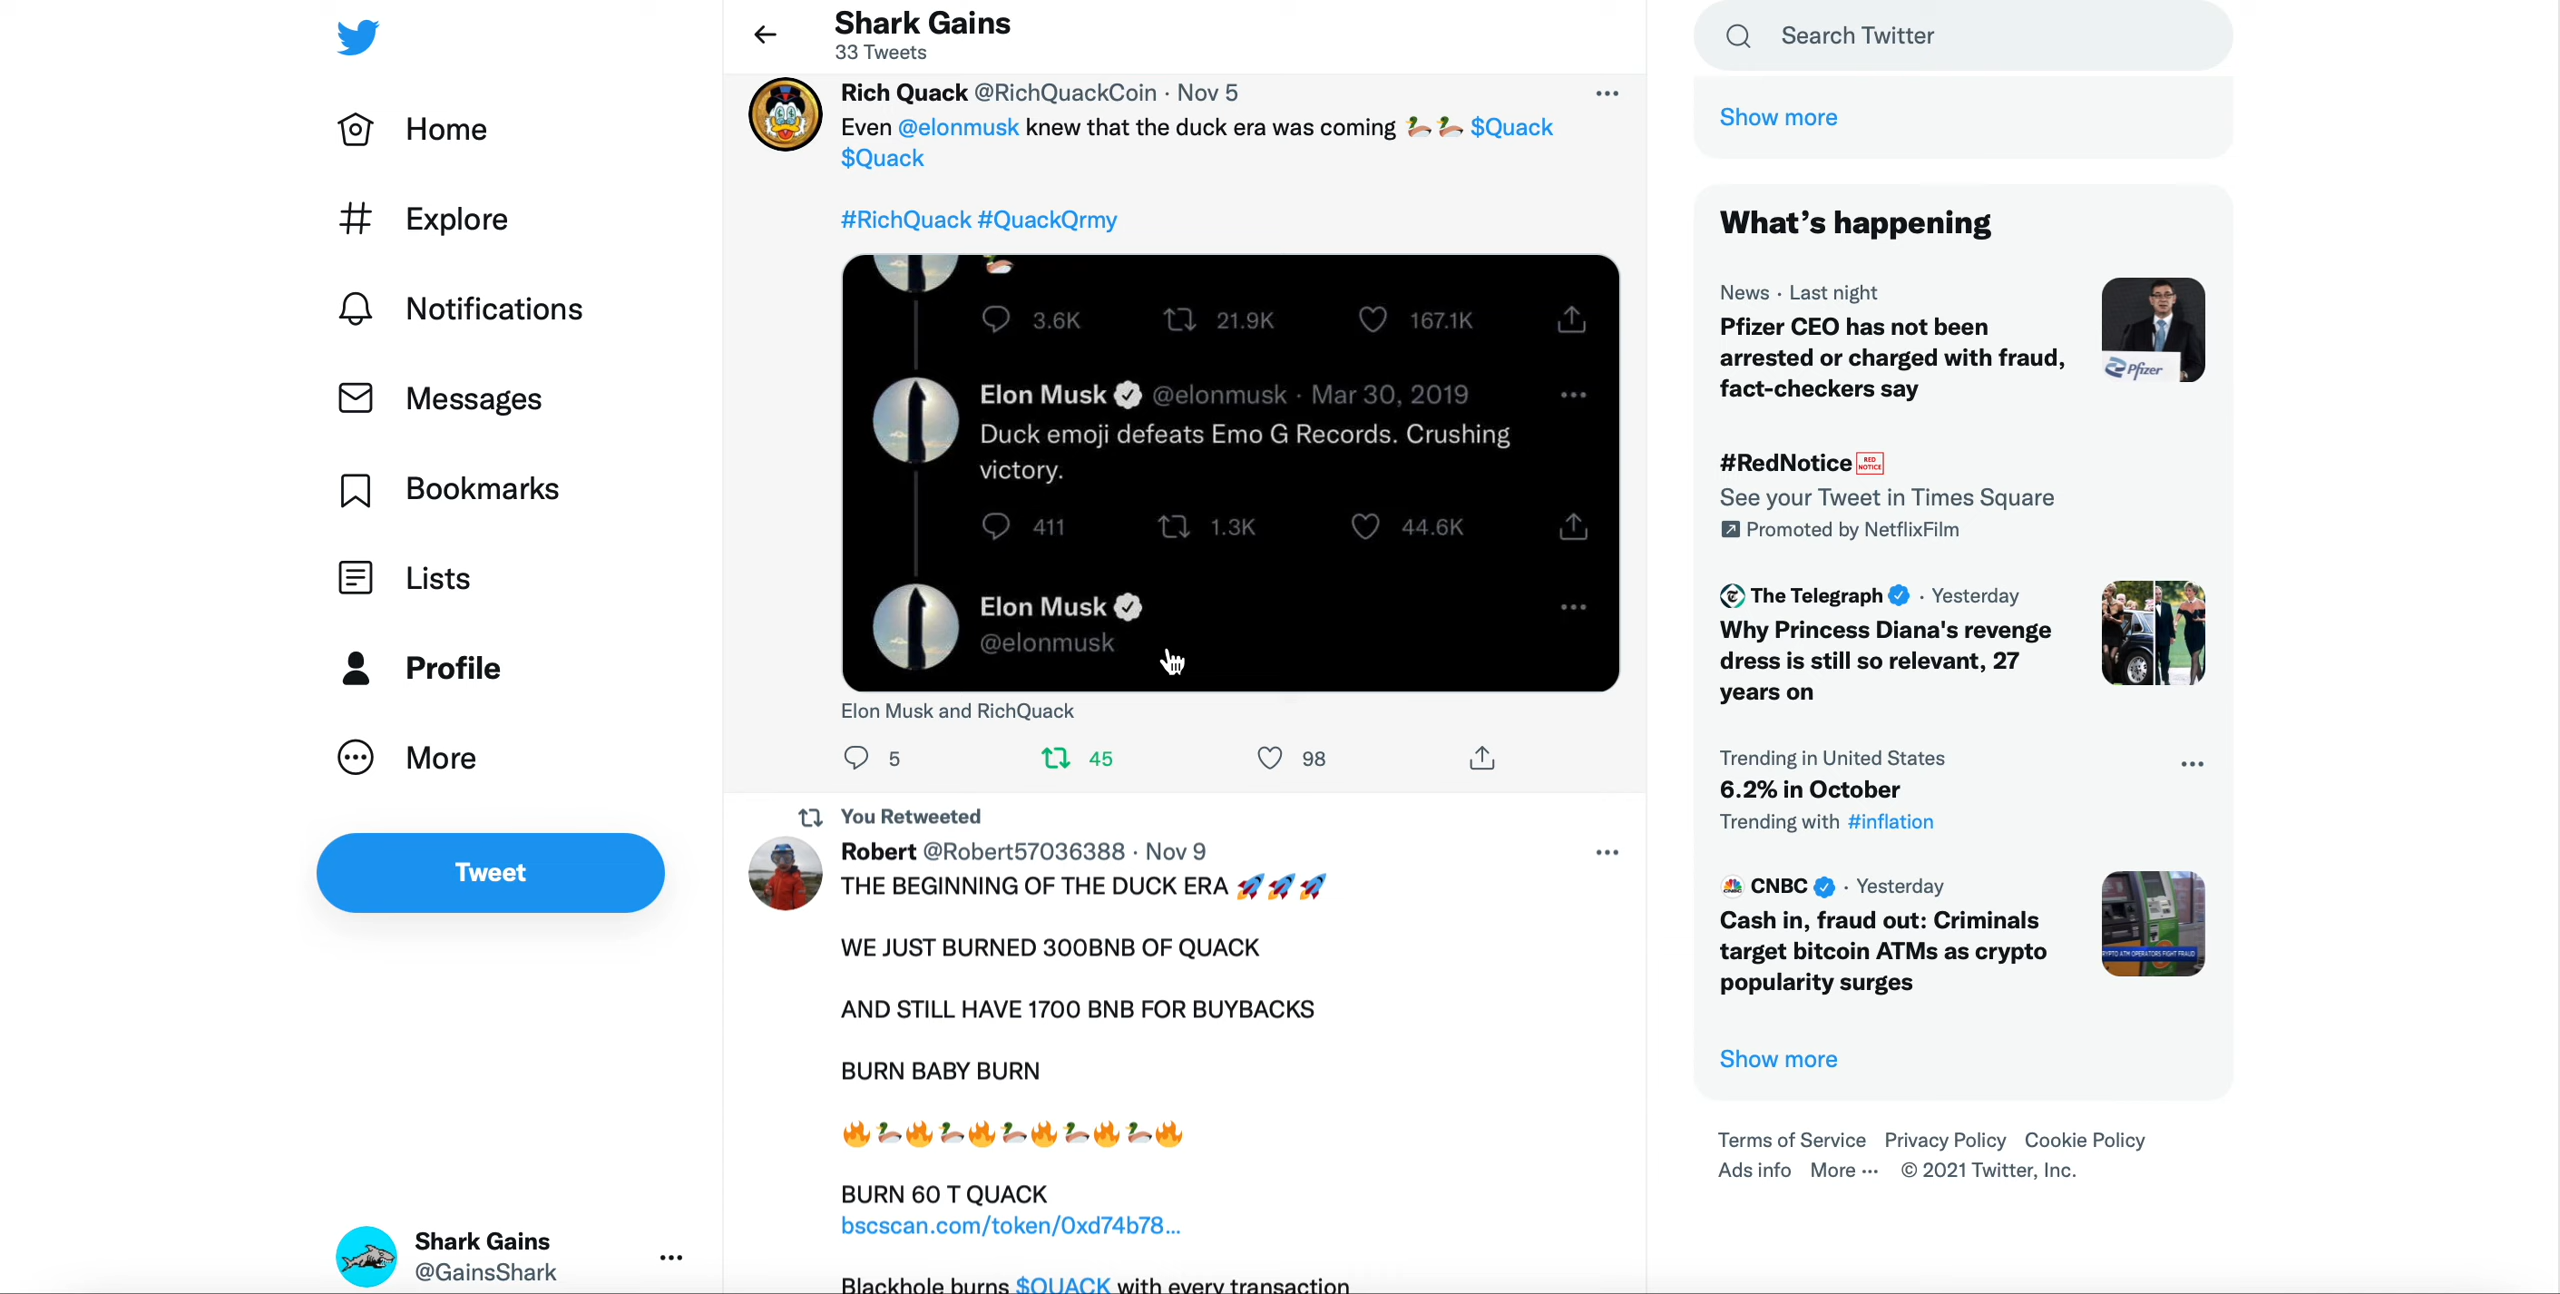 Home
Explore
Notifications
Messages
Bookmarks
Lists
Profile
More
Tweet
Shark Gains
@GainsShark
Shark Gains
33 Tweets
Rich Quack @RichQuackCoin · Nov 5
Even @elonmusk knew that the duck era was coming 🦆🦆 $Quack
$Quack
#RichQuack #QuackQrmy
3.6K 21.9K 167.1K
Elon Musk @elonmusk · Mar 30, 2019
Duck emoji defeats Emo G Records. Crushing
victory.
411 1.3K 44.6K
Elon Musk
@elonmusk
Elon Musk and RichQuack
5 45 98
You Retweeted
Robert @Robert57036388 · Nov 9
THE BEGINNING OF THE DUCK ERA 🚀🚀🚀
WE JUST BURNED 300BNB OF QUACK
AND STILL HAVE 1700 BNB FOR BUYBACKS
BURN BABY BURN
🔥🦆🔥🦆🔥🦆🔥🦆🔥🦆🔥
BURN 60 T QUACK
bscscan.com/token/0xd74b78...
Blackhole burns $QUACK with every transaction
Search Twitter
Show more
What's happening
News · Last night
Pfizer CEO has not been
arrested or charged with fraud,
fact-checkers say
Pfizer
#RedNotice RED NOTICE
See your Tweet in Times Square
Promoted by NetflixFilm
The Telegraph · Yesterday
Why Princess Diana's revenge
dress is still so relevant, 27
years on
Trending in United States
6.2% in October
Trending with #inflation
CNBC · Yesterday
Cash in, fraud out: Criminals
target bitcoin ATMs as crypto
popularity surges
RYPTO ATM OPERATORS FIGHT FRAUD
Show more
Terms of Service Privacy Policy Cookie Policy
Ads info More ··· © 2021 Twitter, Inc.